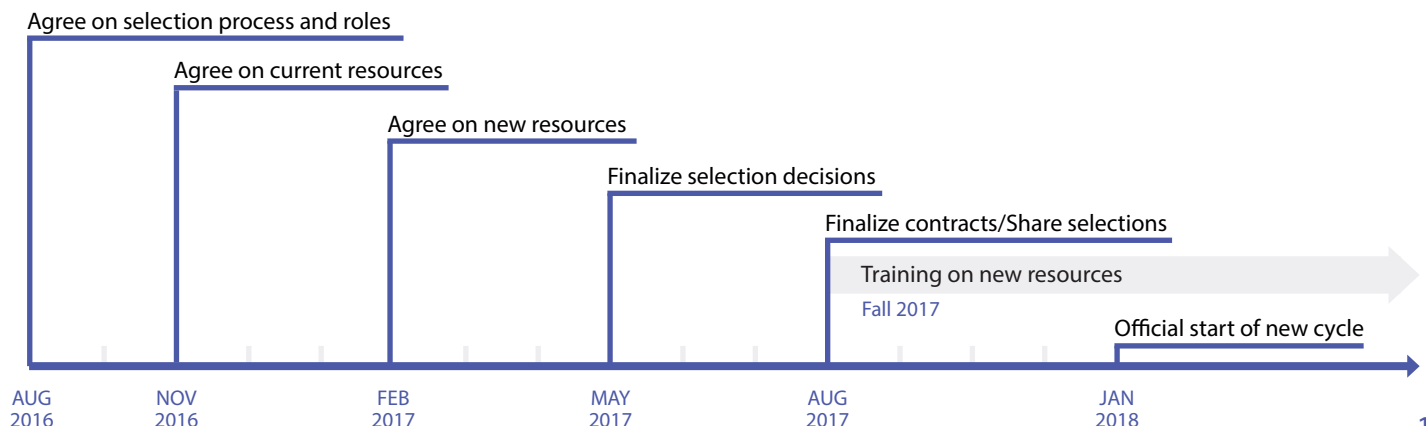 Agree on selection process and roles
Agree on current resources
Agree on new resources
Finalize selection decisions
Finalize contracts/Share selections
Training on new resources
Fall 2017
Official start of new cycle
AUG NOV FEB MAY AUG JAN
2016 2016 2017 2017 2017 2018